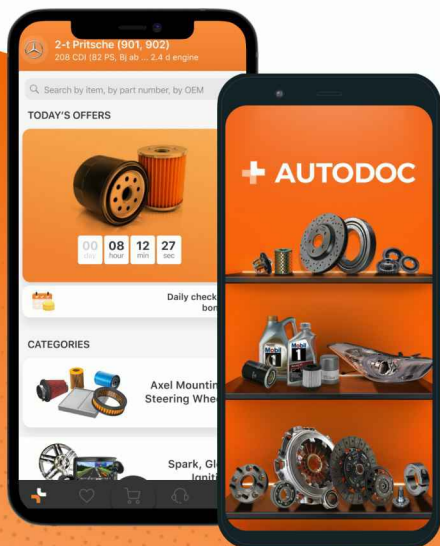 2-t Pritsche (901, 902)
208 CDI (82 PS, Bj ab ... 2.4 d engine
Search by item, by part number, by OEM
TODAY'S OFFERS
00 08 12 27
day hour min sec
Daily check
bon
CATEGORIES
Axel Mountin
Steering Whe
Spark, Gl
Igniti
AUTODOC
Mobil
Mobil
1